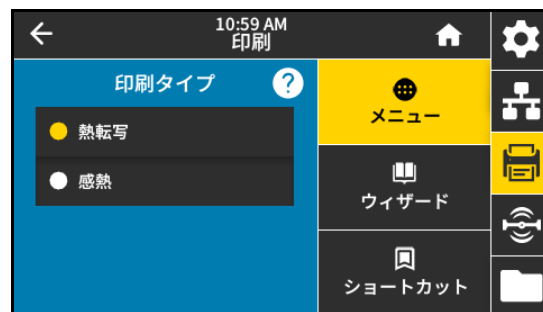 10:59 AM
印刷
印刷タイプ
?
熱転写
感熱
メニュー
ウィザード
ショートカット